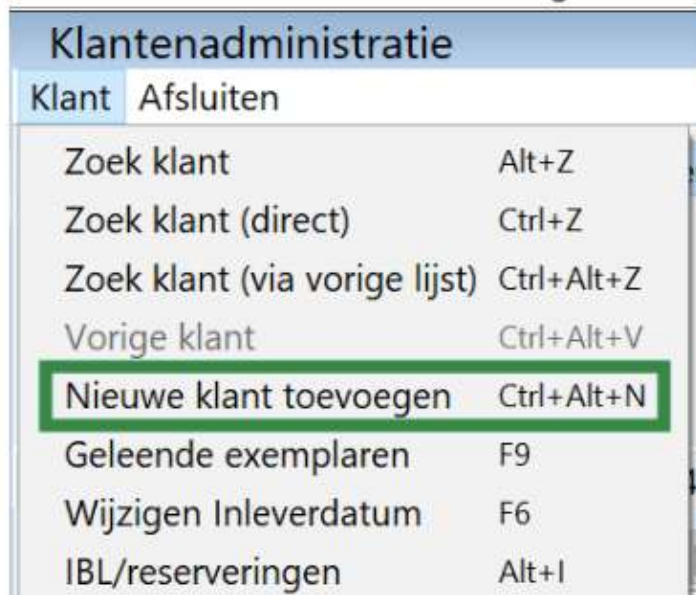 Klantenadministratie
Klant Afsluiten
Zoek klant Alt+Z
Zoek klant (direct) Ctrl+Z
Zoek klant (via vorige lijst) Ctrl+Alt+Z
Vorige klant Ctrl+Alt+V
Nieuwe klant toevoegen Ctrl+Alt+N
Geleende exemplaren F9
Wijzigen Inleverdatum F6
IBL/reserveringen Alt+I